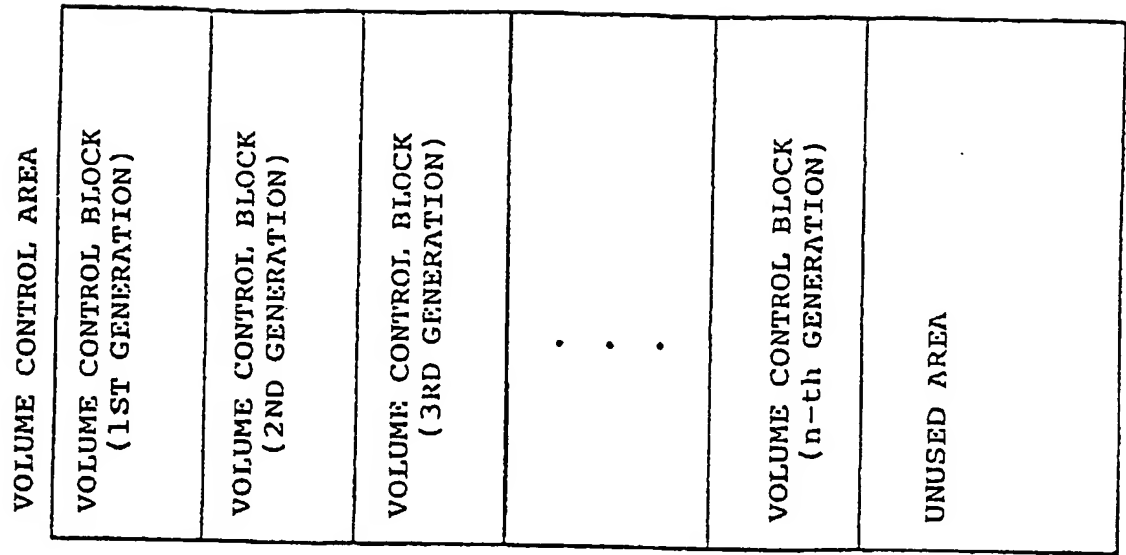 VOLUME CONTROL AREA
VOLUME CONTROL BLOCK
(1ST GENERATION)
VOLUME CONTROL BLOCK
(2ND GENERATION)
VOLUME CONTROL BLOCK
(3RD GENERATION)
. . .
VOLUME CONTROL BLOCK
(n-th GENERATION)
UNUSED AREA